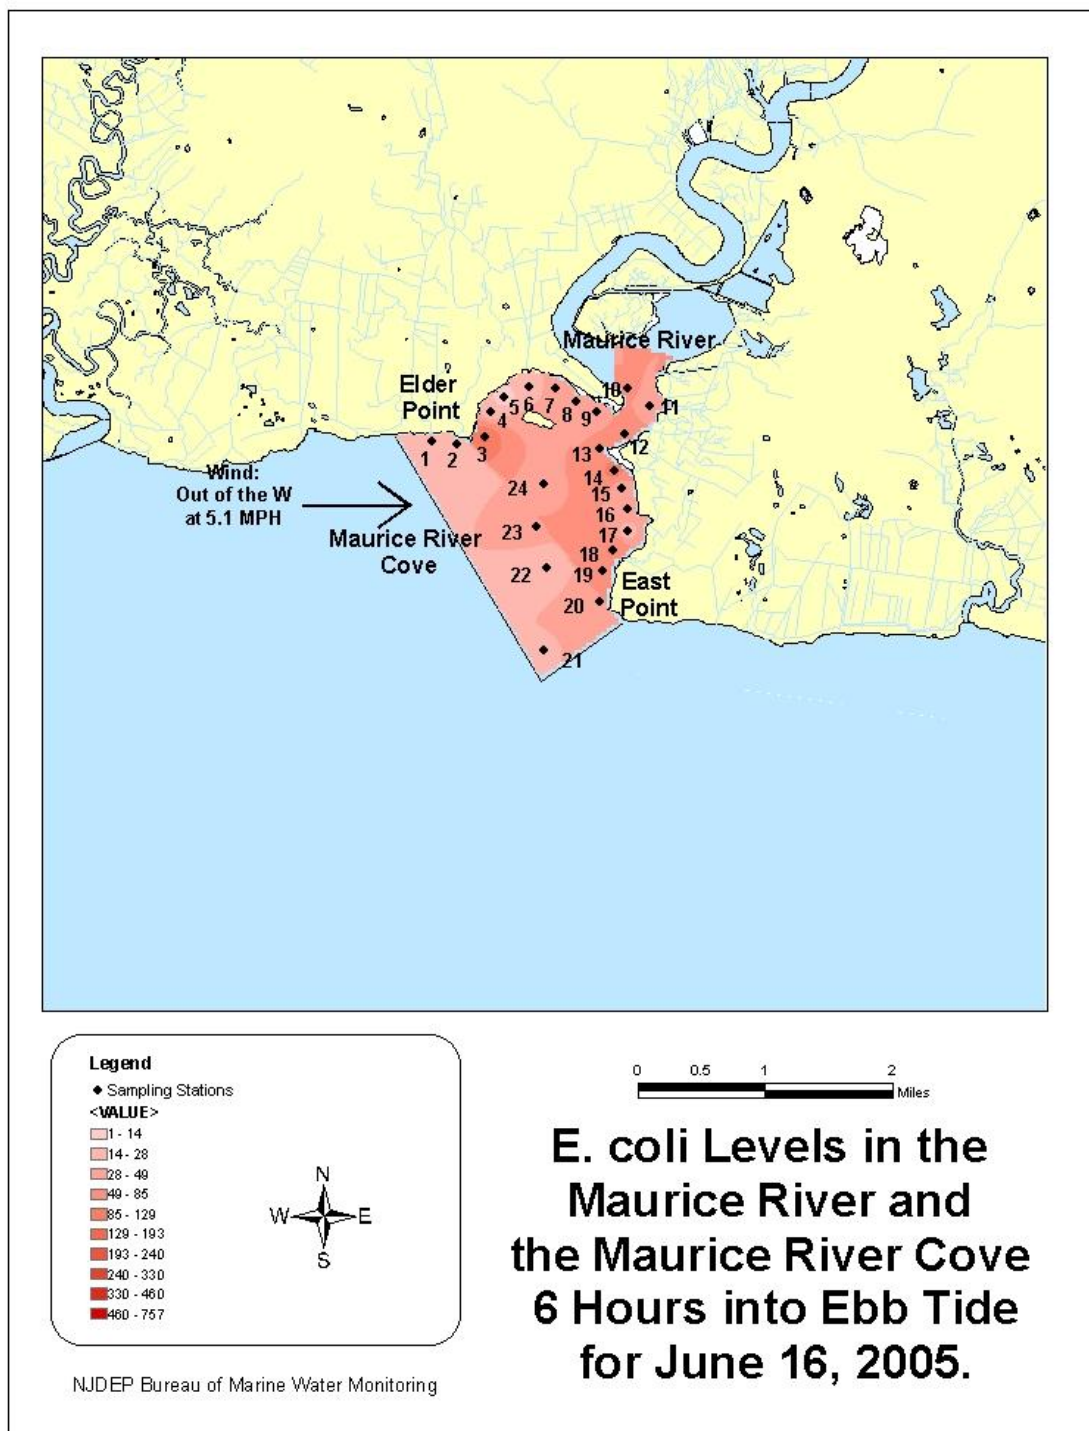 Maurice River
Elder
Point
10
5 6 7
8
9
11
4
1 2 3
12
13
Wind:
Out of the W
at 5.1 MPH
14
24
15
16
Maurice River
Cove
23
17
18
22
19
East
Point
20
21
Legend
Sampling Stations
<VALUE>
1 - 14
14 - 28
28 - 49
49 - 85
85 - 129
129 - 193
193 - 240
240 - 330
330 - 460
460 - 757
N
W E
S
0 0.5 1 2
Miles
E. coli Levels in the
Maurice River and
the Maurice River Cove
6 Hours into Ebb Tide
for June 16, 2005.
NJDEP Bureau of Marine Water Monitoring